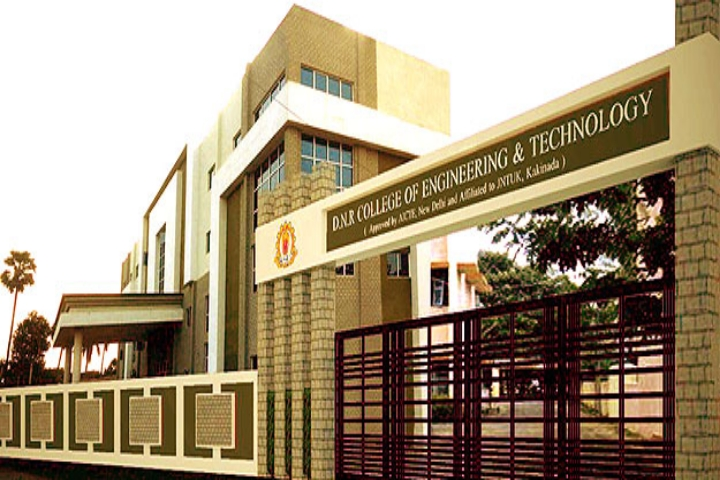 D.N.R COLLEGE OF ENGINEERING & TECHNOLOGY
( Approved by AICTE, New Delhi and Affiliated to JNTUK, Kakinada )